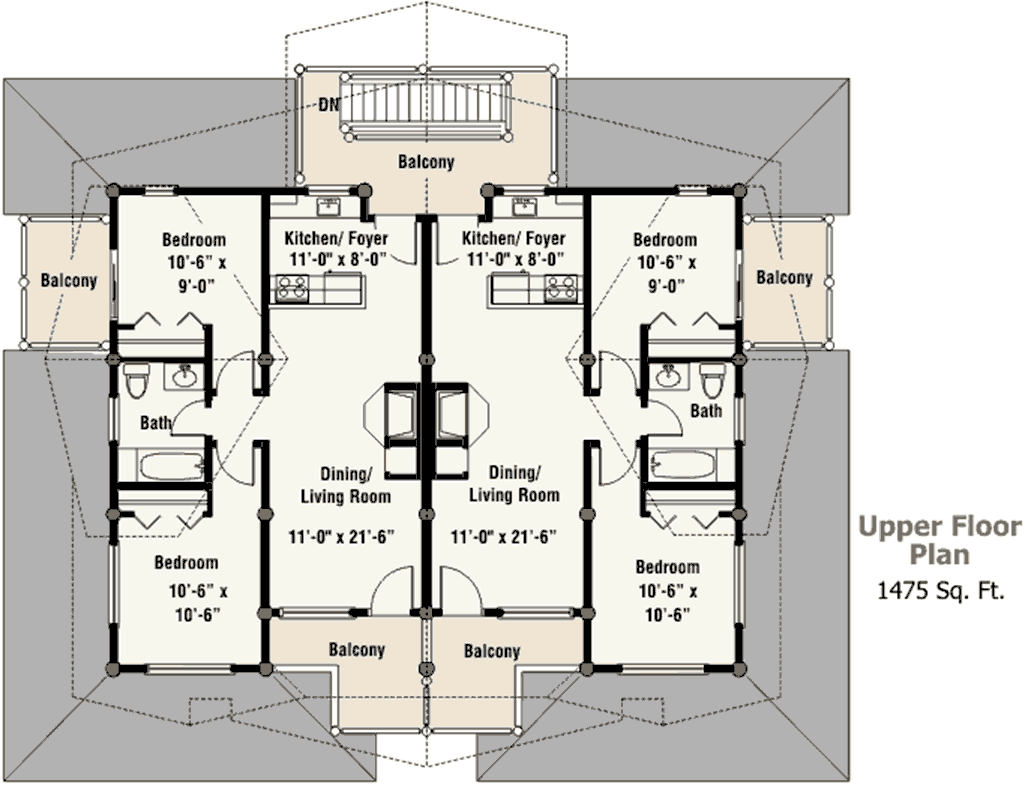 DN
Balcony
Bedroom
10'-6" x
9'-0"
Kitchen/ Foyer
11'-0" x 8'-0"
Kitchen/ Foyer
11'-0" x 8'-0"
Bedroom
10'-6" x
9'-0"
Balcony
Balcony
Bath
Bath
Dining/
Living Room
11'-0" x 21'-6"
Dining/
Living Room
11'-0" x 21'-6"
Bedroom
10'-6" x
10'-6"
Bedroom
10'-6" x
10'-6"
Balcony
Balcony
Upper Floor
Plan
1475 Sq. Ft.